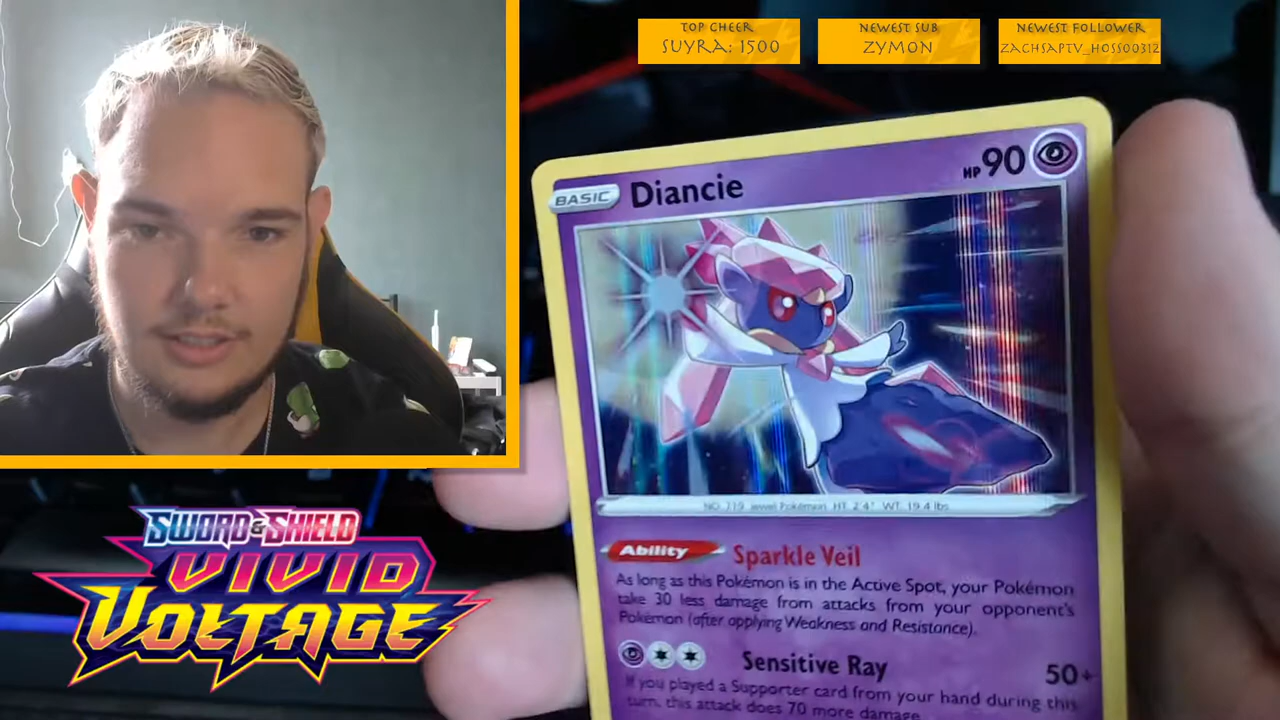 TOP CHEER
SUYRA: 1500
NEWEST SUB
ZYMON
NEWEST FOLLOWER
ZACHSAPTV_HOSS00312
BASIC
Diancie
HP 90
NO. 719 Jewel Pokémon HT: 2'4" WT: 19.4 lbs
Ability Sparkle Veil
As long as this Pokémon is in the Active Spot, your Pokémon
take 30 less damage from attacks from your opponent's
Pokémon (after applying Weakness and Resistance).
Sensitive Ray 50+
If you played a Supporter card from your hand during this
turn, this attack does 70 more damage.
SWORD & SHIELD
VIVID
VOLTAGE